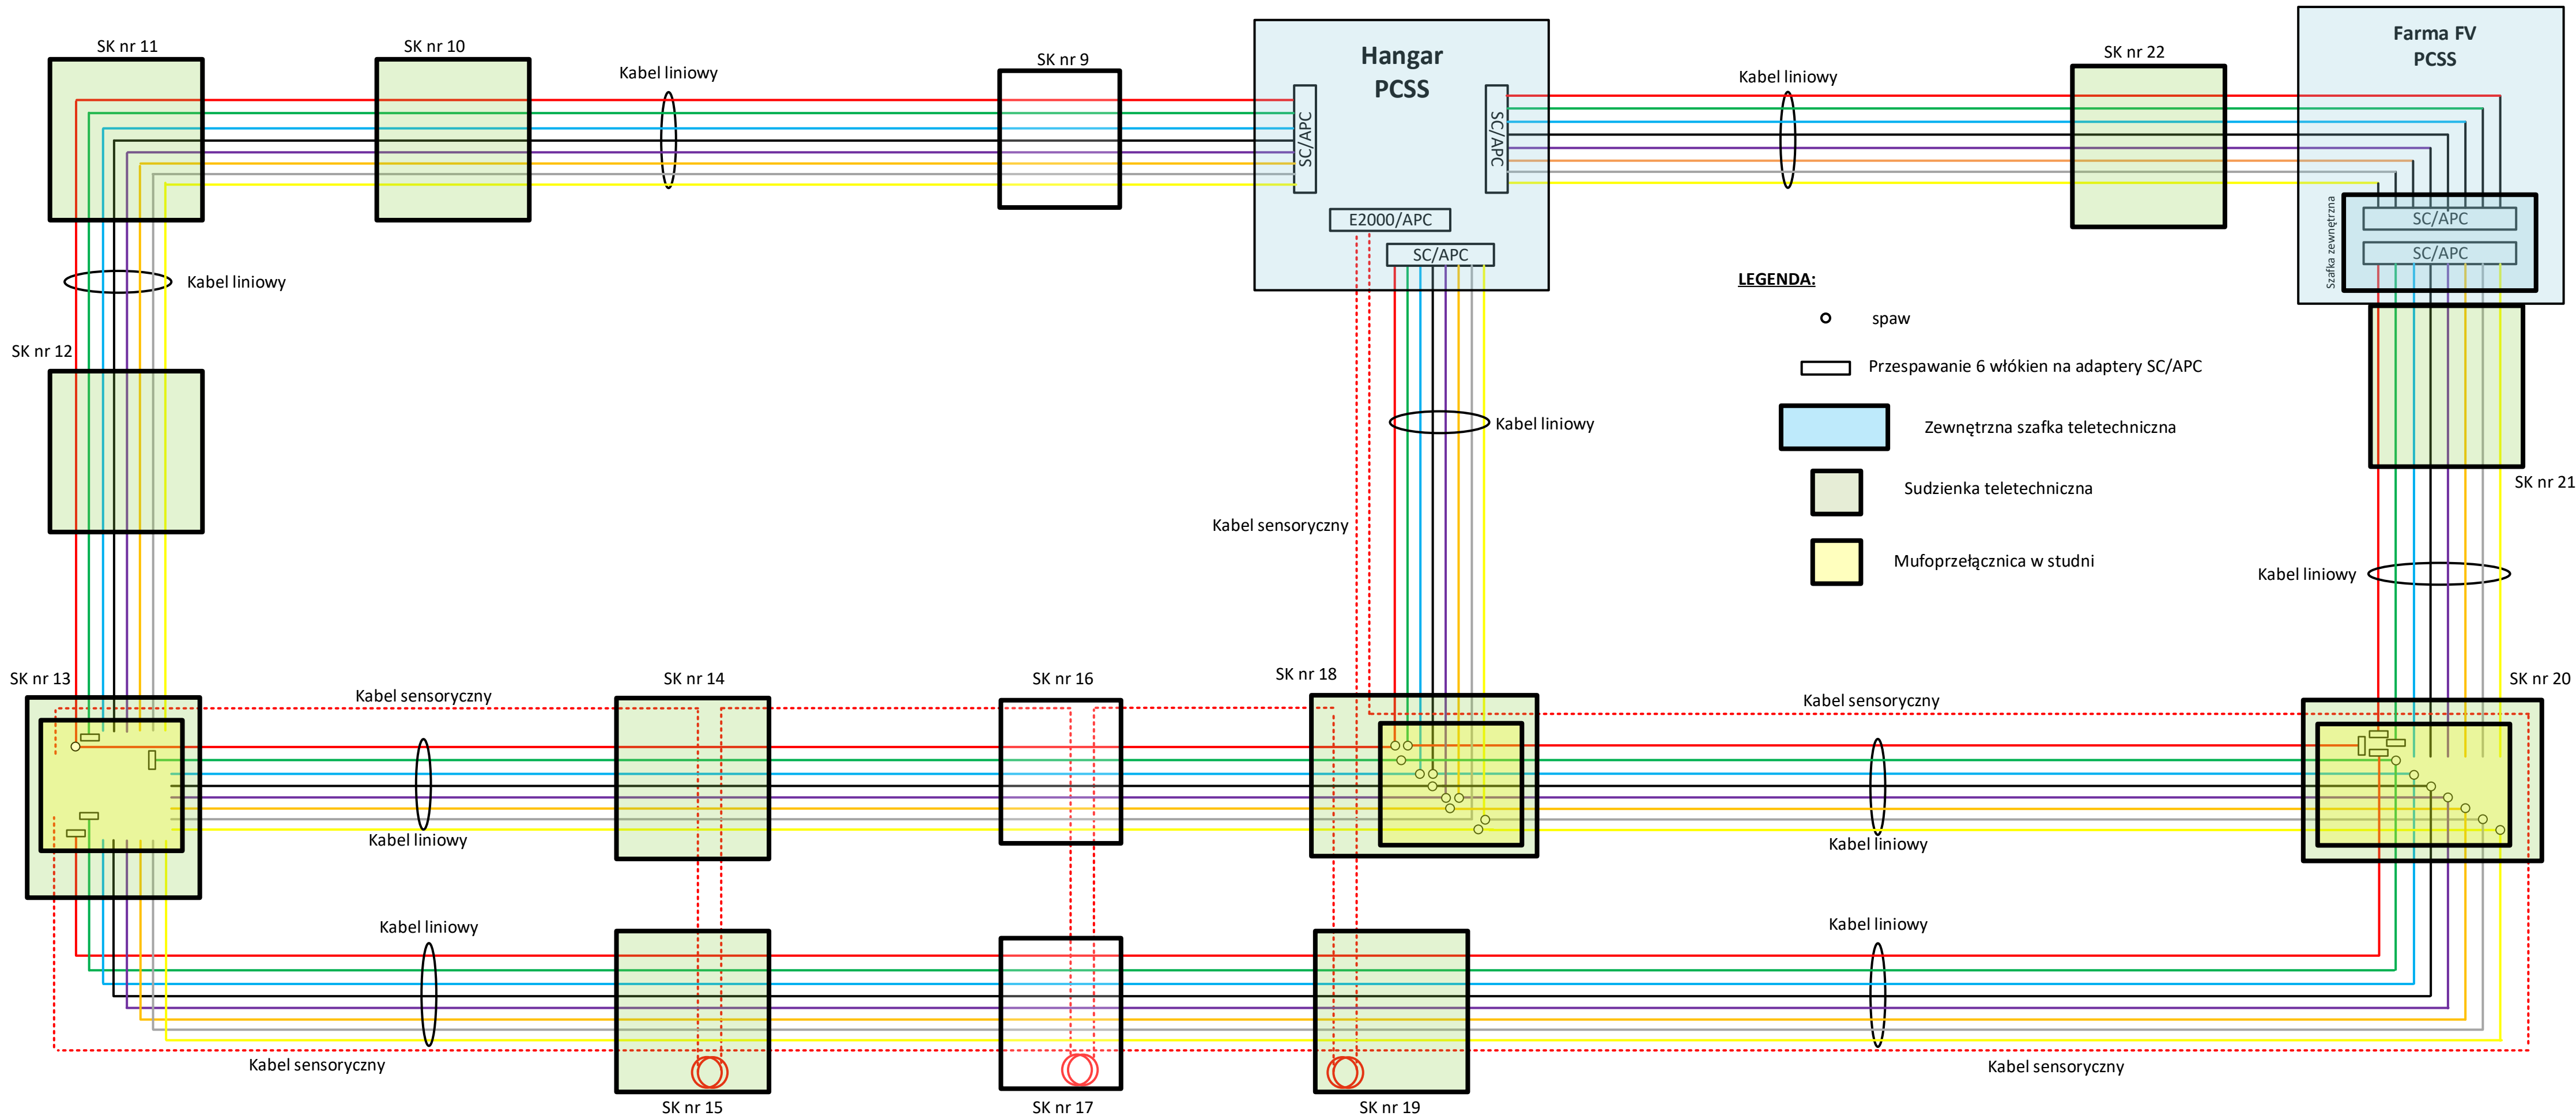 SK nr 11
SK nr 10
Kabel liniowy
SK nr 9
Hangar
PCSS
SC/APC
SC/APC
E2000/APC
SC/APC
Kabel liniowy
SK nr 22
Farma FV
PCSS
Szafka zewnętrzna
SC/APC
SC/APC
Kabel liniowy
SK nr 12
LEGENDA:
spaw
Przespawanie 6 włókien na adaptery SC/APC
Zewnętrzna szafka teletechniczna
Sudzienka teletechniczna
Mufoprzełącznica w studni
Kabel liniowy
Kabel sensoryczny
SK nr 21
Kabel liniowy
SK nr 13
Kabel sensoryczny
SK nr 14
SK nr 16
SK nr 18
Kabel sensoryczny
SK nr 20
Kabel liniowy
Kabel liniowy
Kabel liniowy
Kabel liniowy
Kabel sensoryczny
Kabel sensoryczny
SK nr 15
SK nr 17
SK nr 19